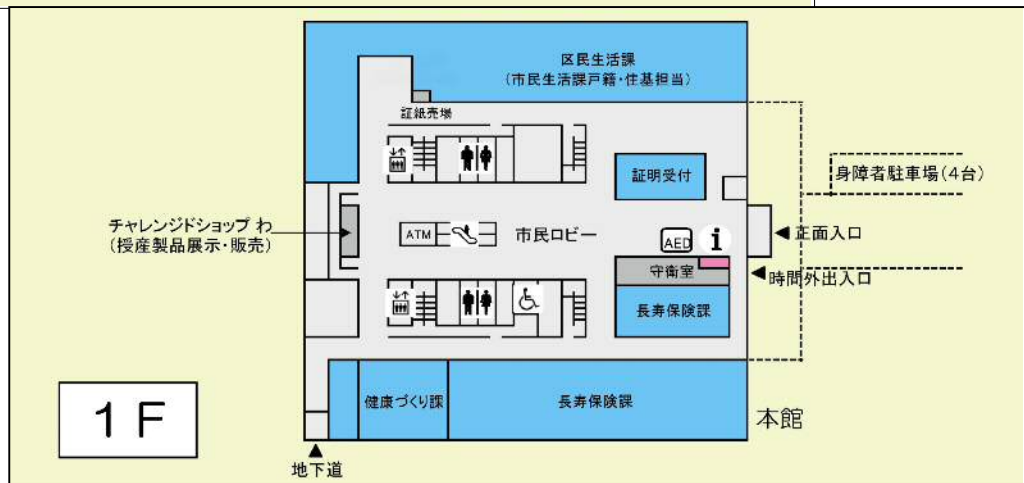 区民生活課
(市民生活課戸籍・住基担当)
証紙売場
証明受付
身障者駐車場(4台)
チャレンジドショップ わ
(授産製品展示・販売)
ATM
市民ロビー
AED
i
正面入口
守衛室
時間外出入口
長寿保険課
1F
健康づくり課
長寿保険課
本館
地下道